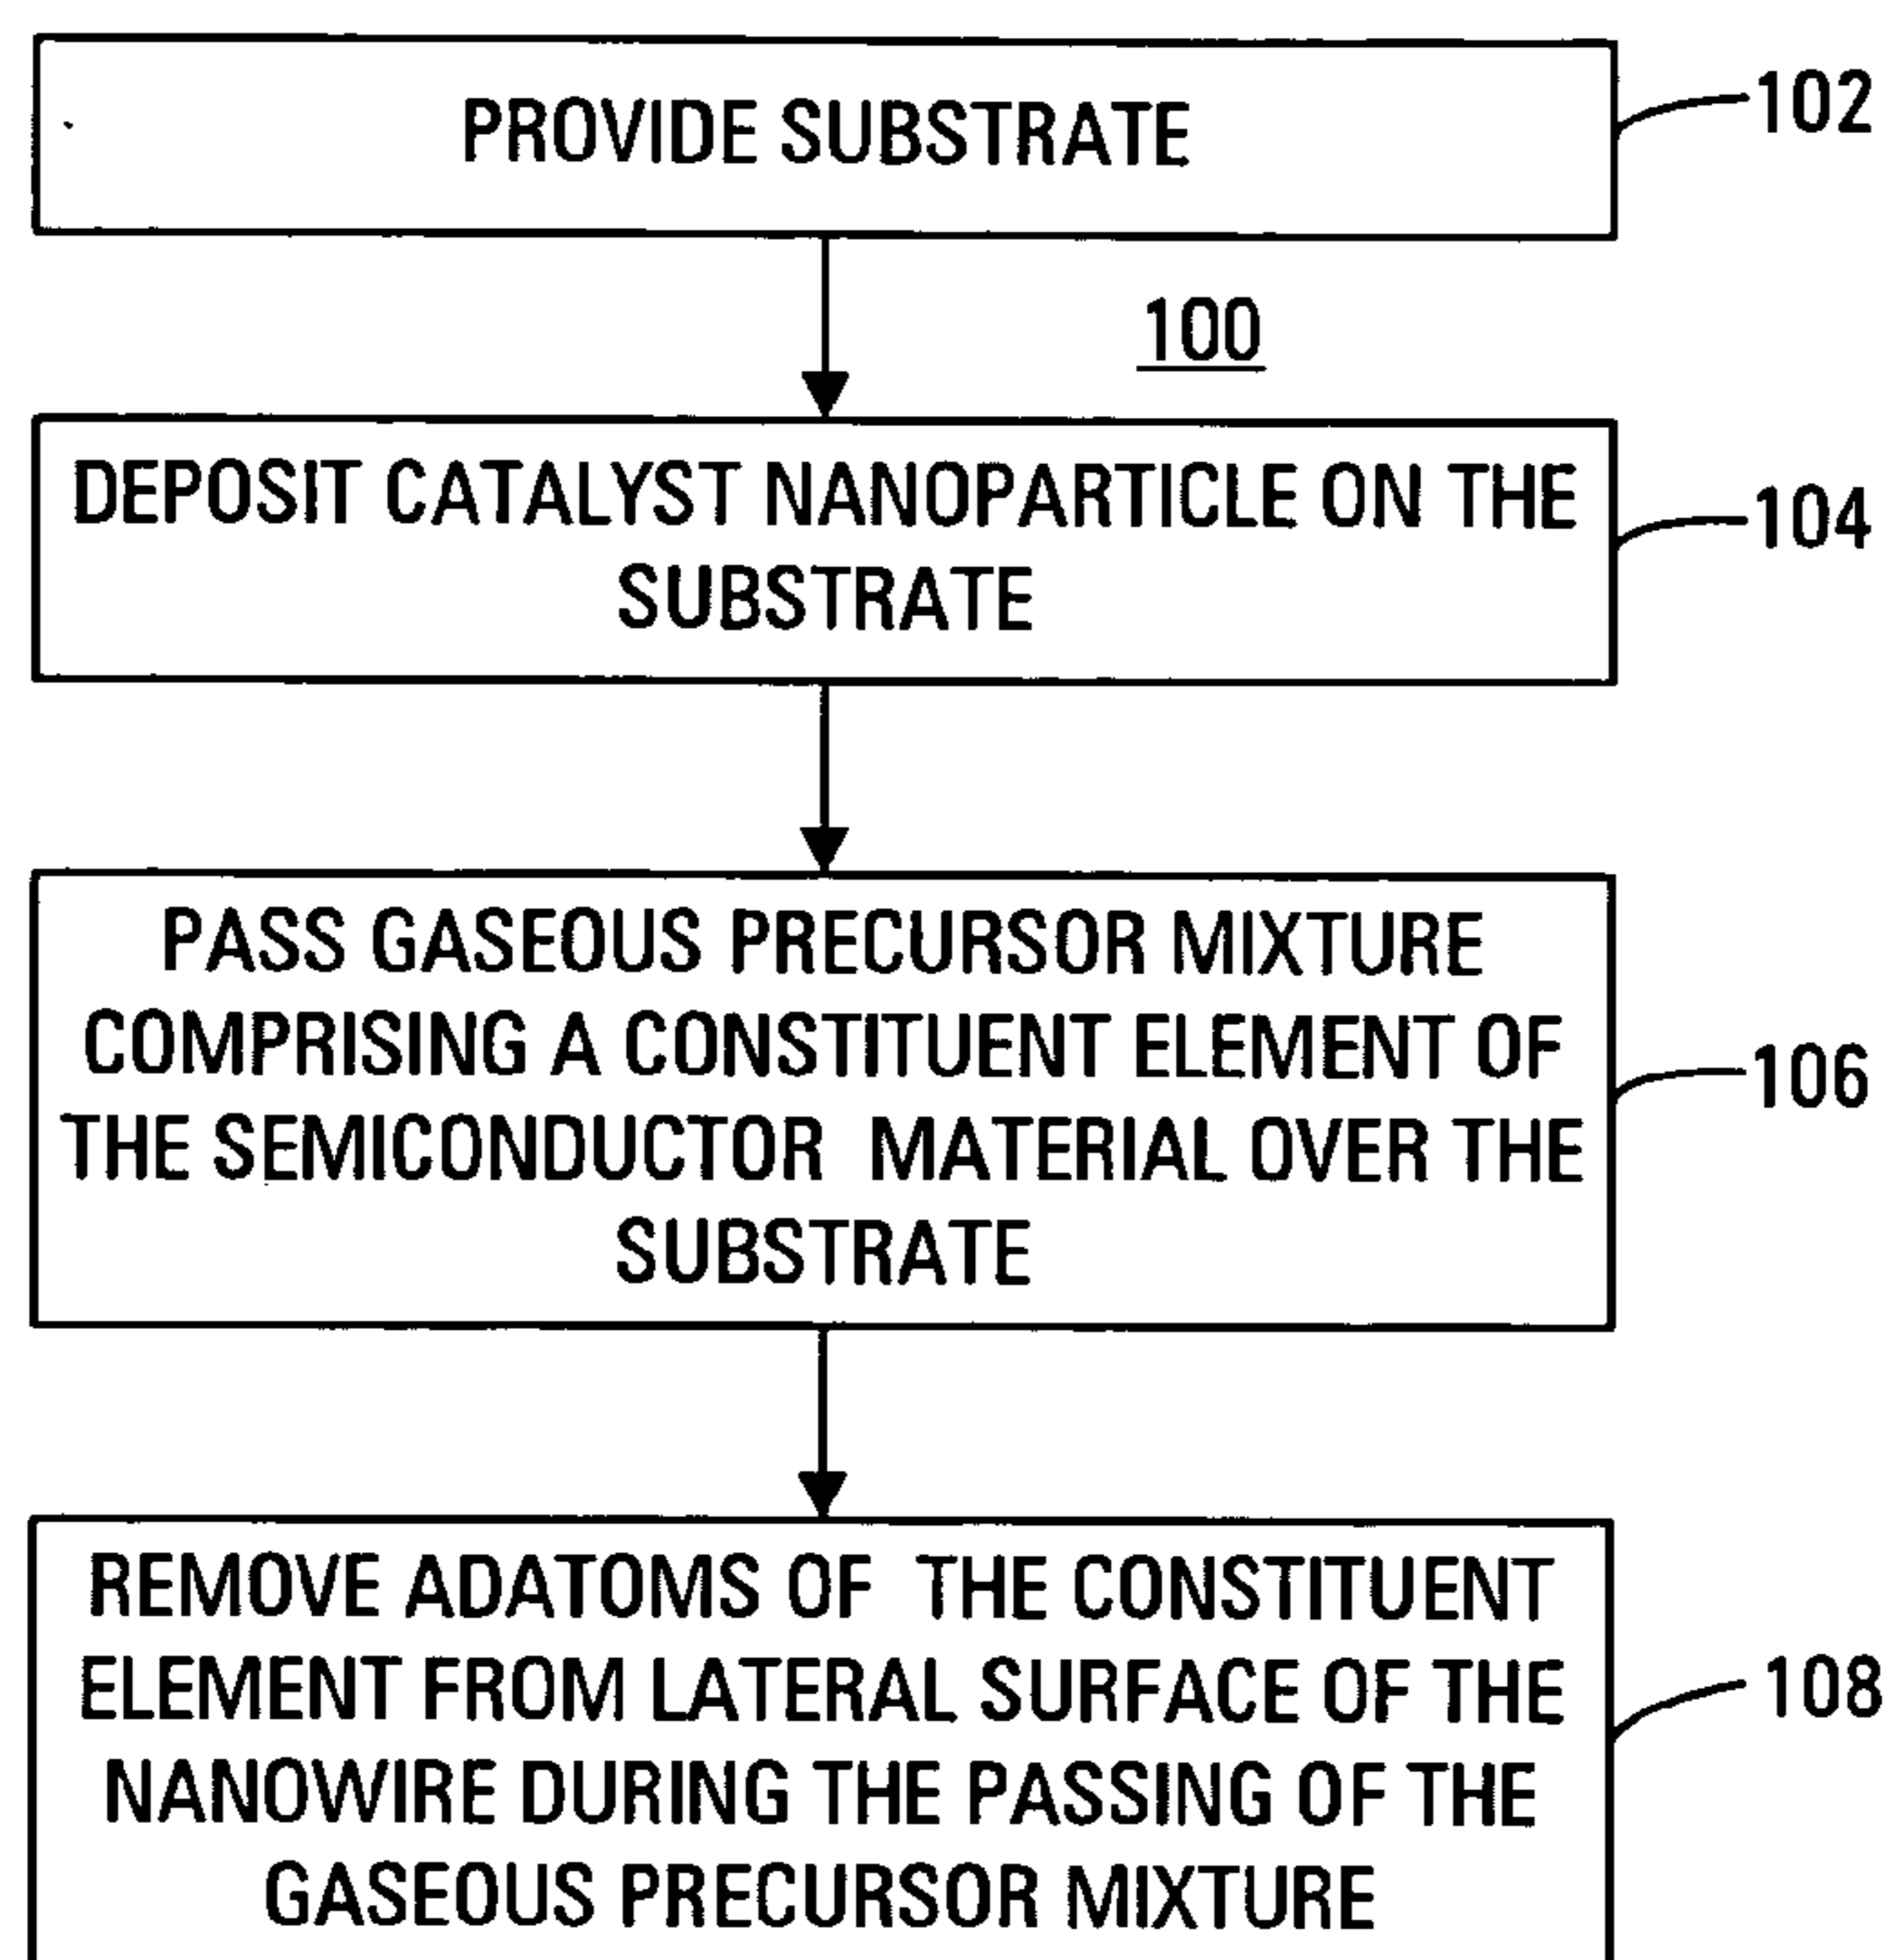 PROVIDE SUBSTRATE
102
100
DEPOSIT CATALYST NANOPARTICLE ON THE
SUBSTRATE
104
PASS GASEOUS PRECURSOR MIXTURE
COMPRISING A CONSTITUENT ELEMENT OF
THE SEMICONDUCTOR MATERIAL OVER THE
SUBSTRATE
106
REMOVE ADATOMS OF THE CONSTITUENT
ELEMENT FROM LATERAL SURFACE OF THE
NANOWIRE DURING THE PASSING OF THE
GASEOUS PRECURSOR MIXTURE
108